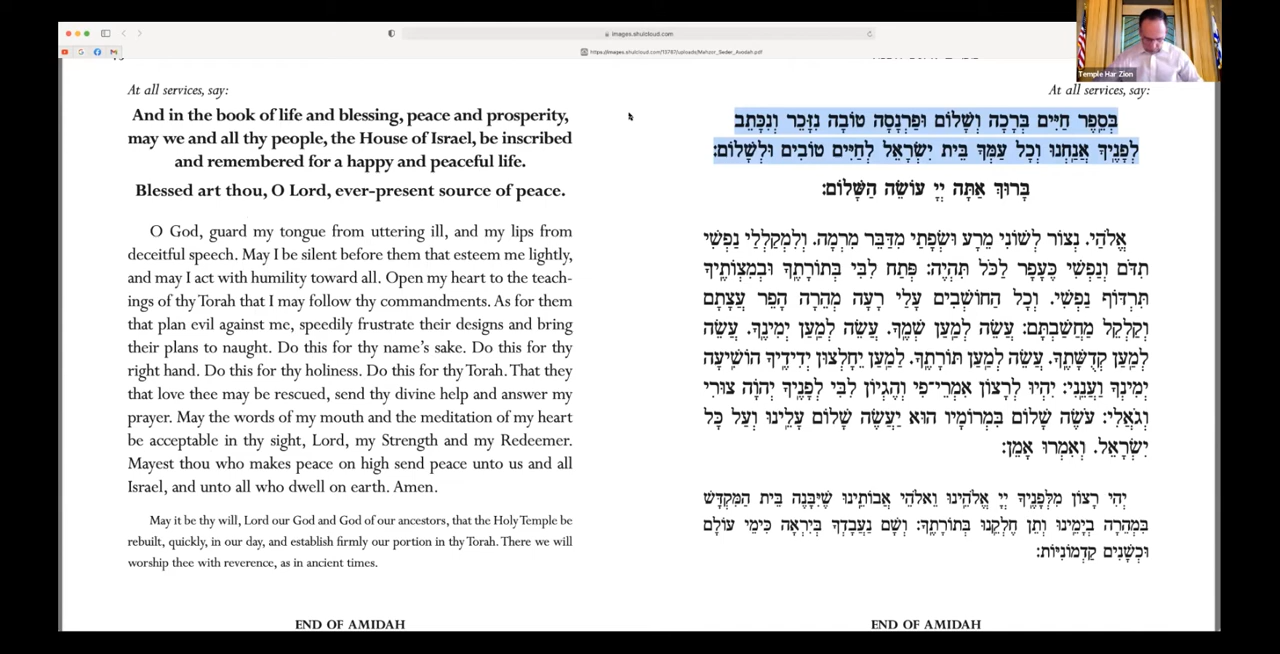 images.shulcloud.com
https://images.shulcloud.com/13787/uploads/Mahzor_Seder_Avodah.pdf
Temple Har Zion
At all services, say:
And in the book of life and blessing, peace and prosperity,
may we and all thy people, the House of Israel, be inscribed
and remembered for a happy and peaceful life.
Blessed art thou, O Lord, ever-present source of peace.
O God, guard my tongue from uttering ill, and my lips from
deceitful speech. May I be silent before them that esteem me lightly,
and may I act with humility toward all. Open my heart to the teach-
ings of thy Torah that I may follow thy commandments. As for them
that plan evil against me, speedily frustrate their designs and bring
their plans to naught. Do this for thy name's sake. Do this for thy
right hand. Do this for thy holiness. Do this for thy Torah. That they
that love thee may be rescued, send thy divine help and answer my
prayer. May the words of my mouth and the meditation of my heart
be acceptable in thy sight, Lord, my Strength and my Redeemer.
Mayest thou who makes peace on high send peace unto us and all
Israel, and unto all who dwell on earth. Amen.
May it be thy will, Lord our God and God of our ancestors, that the Holy Temple be
rebuilt, quickly, in our day, and establish firmly our portion in thy Torah. There we will
worship thee with reverence, as in ancient times.
END OF AMIDAH
At all services, say:
בְּסֵפֶר חַיִּים בְּרָכָה וְשָׁלוֹם וּפַרְנָסָה טוֹבָה נִזָּכֵר וְנִכָּתֵב
לְפָנֶיךָ אֲנַחְנוּ וְכָל עַמְּךָ בֵּית יִשְׂרָאֵל לְחַיִּים טוֹבִים וּלְשָׁלוֹם:
בָּרוּךְ אַתָּה יְיָ עוֹשֵׂה הַשָּׁלוֹם:
אֱלֹהַי. נְצוֹר לְשׁוֹנִי מֵרָע וּשְׂפָתַי מִדַּבֵּר מִרְמָה. וְלִמְקַלְלַי נַפְשִׁי
תִדֹּם וְנַפְשִׁי כֶּעָפָר לַכֹּל תִּהְיֶה: פְּתַח לִבִּי בְּתוֹרָתֶךָ וּבְמִצְוֹתֶיךָ
תִּרְדּוֹף נַפְשִׁי. וְכָל הַחוֹשְׁבִים עָלַי רָעָה מְהֵרָה הָפֵר עֲצָתָם
וְקַלְקֵל מַחֲשַׁבְתָּם: עֲשֵׂה לְמַעַן שְׁמֶךָ. עֲשֵׂה לְמַעַן יְמִינֶךָ. עֲשֵׂה
לְמַעַן קְדֻשָּׁתֶךָ. עֲשֵׂה לְמַעַן תּוֹרָתֶךָ. לְמַעַן יֵחָלְצוּן יְדִידֶיךָ הוֹשִׁיעָה
יְמִינְךָ וַעֲנֵנִי: יִהְיוּ לְרָצוֹן אִמְרֵי־פִי וְהֶגְיוֹן לִבִּי לְפָנֶיךָ יְהֹוָה צוּרִי
וְגֹאֲלִי: עֹשֶׂה שָׁלוֹם בִּמְרוֹמָיו הוּא יַעֲשֶׂה שָׁלוֹם עָלֵינוּ וְעַל כָּל
יִשְׂרָאֵל. וְאִמְרוּ אָמֵן:
יְהִי רָצוֹן מִלְּפָנֶיךָ יְיָ אֱלֹהֵינוּ וֵאלֹהֵי אֲבוֹתֵינוּ שֶׁיִּבָּנֶה בֵּית הַמִּקְדָּשׁ
בִּמְהֵרָה בְיָמֵינוּ וְתֵן חֶלְקֵנוּ בְּתוֹרָתֶךָ: וְשָׁם נַעֲבָדְךָ בְּיִרְאָה כִּימֵי עוֹלָם
וּכְשָׁנִים קַדְמוֹנִיּוֹת:
END OF AMIDAH